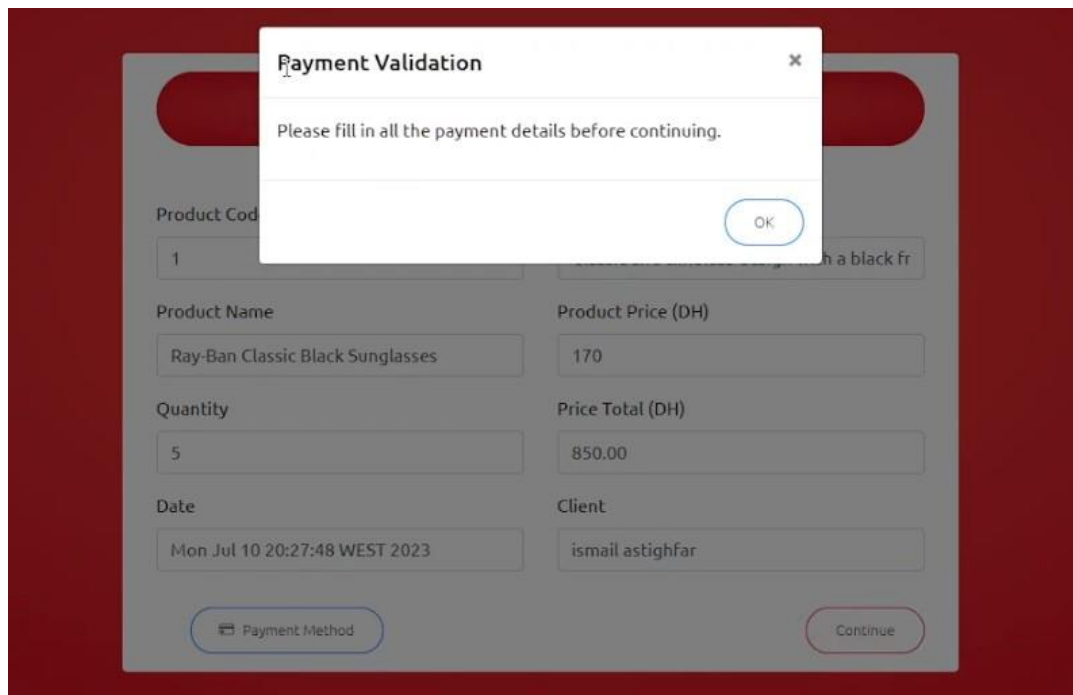 Payment Validation ×
Please fill in all the payment details before continuing.
OK
Product Cod
1
h a black fr
Product Name
Product Price (DH)
Ray-Ban Classic Black Sunglasses
170
Quantity
Price Total (DH)
5
850.00
Date
Client
Mon Jul 10 20:27:48 WEST 2023
ismail astighfar
Payment Method
Continue